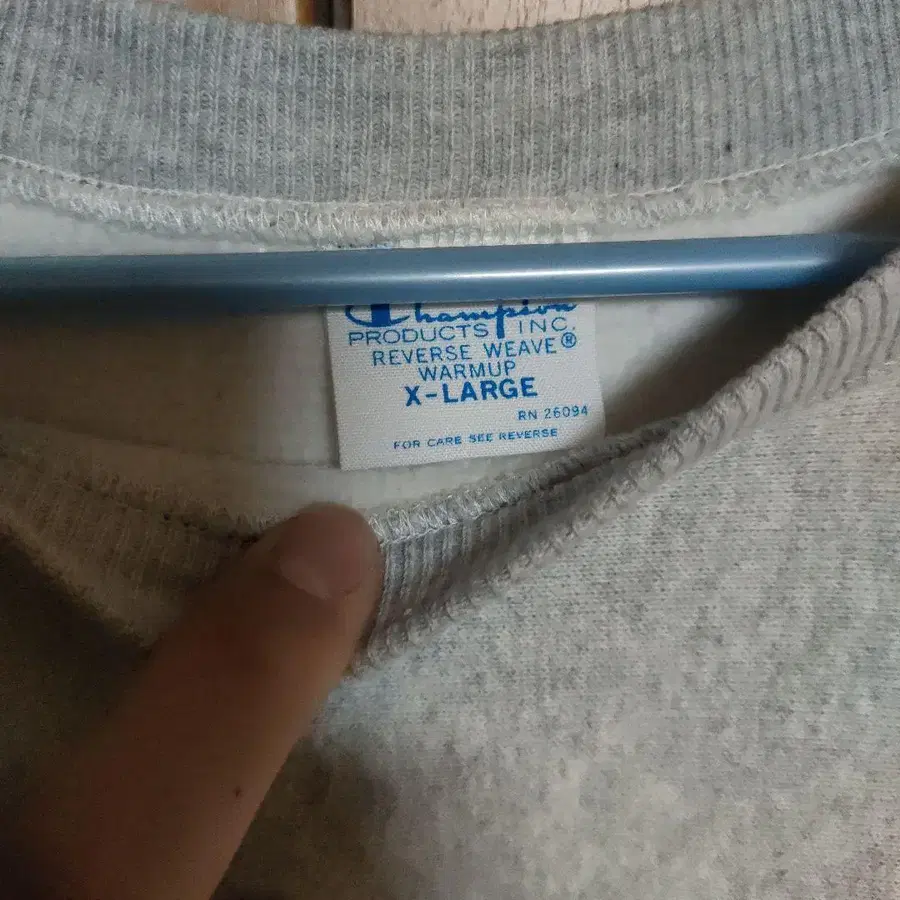 Champion
PRODUCTS INC.
REVERSE WEAVE®
WARMUP
X-LARGE
RN 26094
FOR CARE SEE REVERSE